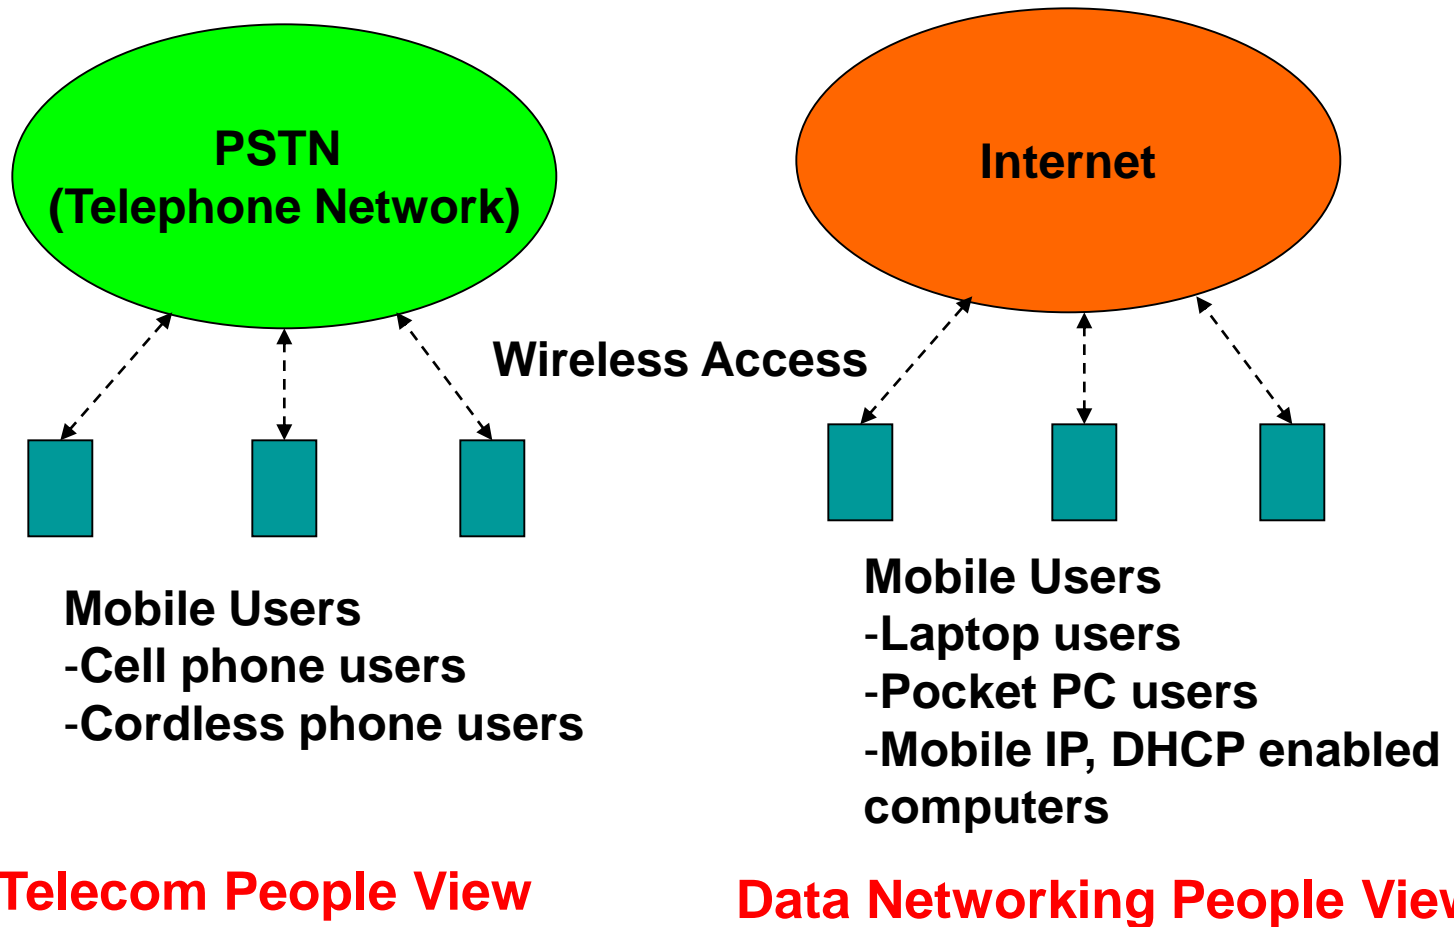 PSTN
(Telephone Network)
Internet
Wireless Access
Mobile Users
-Cell phone users
-Cordless phone users
Mobile Users
-Laptop users
-Pocket PC users
-Mobile IP, DHCP enabled
computers
Telecom People View
Data Networking People View